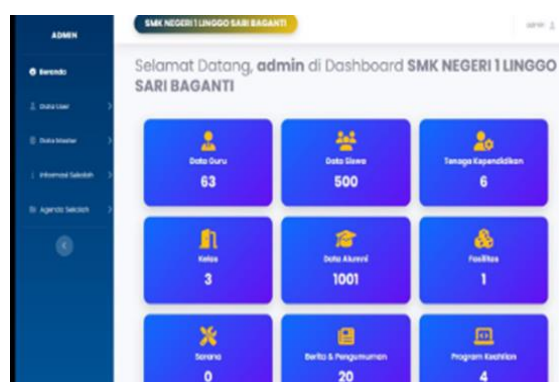 ADMIN
SMK NEGERI 1 LINGGO SARI BAGANTI
admin
Beranda
Data User
Data Master
Informasi Sekolah
Agenda Sekolah
Selamat Datang, admin di Dashboard SMK NEGERI 1 LINGGO
SARI BAGANTI
Data Guru
63
Data Siswa
500
Tenaga Kependidikan
6
Kelas
3
Data Alumni
1001
Fasilitas
1
Sarana
0
Berita & Pengumuman
20
Program Keahlian
4